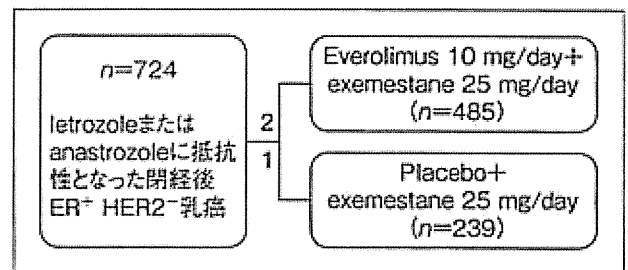 n=724
letrozoleまたは
anastrozoleに抵抗
性となった閉経後
ER⁺ HER2⁻乳癌
2
1
Everolimus 10 mg/day+
exemestane 25 mg/day
(n=485)
Placebo+
exemestane 25 mg/day
(n=239)